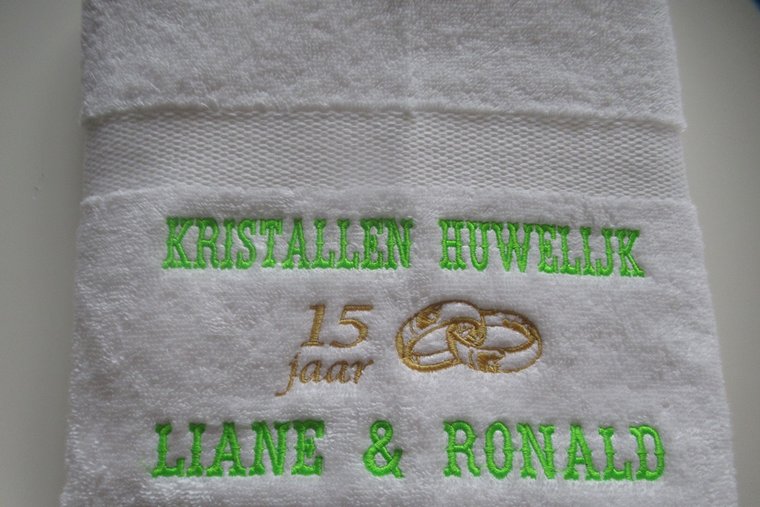 KRISTALLEN HUWELIJK
15
jaar
LIANE & RONALD